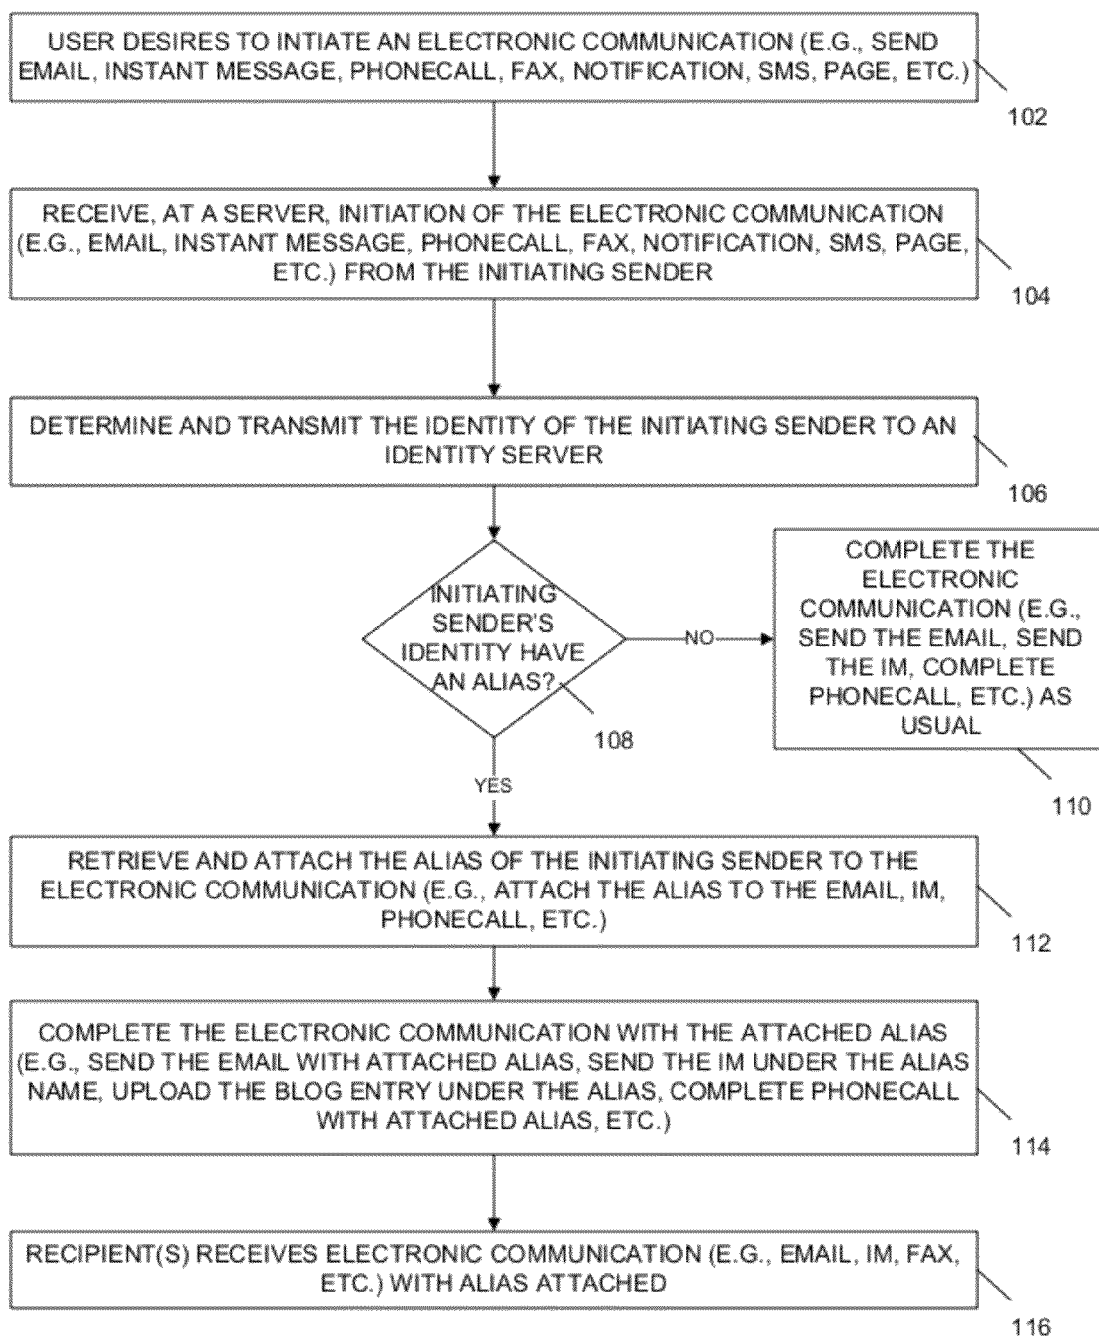 USER DESIRES TO INTIATE AN ELECTRONIC COMMUNICATION (E.G., SEND
EMAIL, INSTANT MESSAGE, PHONECALL, FAX, NOTIFICATION, SMS, PAGE, ETC.)
102
RECEIVE, AT A SERVER, INITIATION OF THE ELECTRONIC COMMUNICATION
(E.G., EMAIL, INSTANT MESSAGE, PHONECALL, FAX, NOTIFICATION, SMS, PAGE,
ETC.) FROM THE INITIATING SENDER
104
DETERMINE AND TRANSMIT THE IDENTITY OF THE INITIATING SENDER TO AN
IDENTITY SERVER
106
INITIATING
SENDER'S
IDENTITY HAVE
AN ALIAS?
108
NO
COMPLETE THE
ELECTRONIC
COMMUNICATION (E.G.,
SEND THE EMAIL, SEND
THE IM, COMPLETE
PHONECALL, ETC.) AS
USUAL
110
YES
RETRIEVE AND ATTACH THE ALIAS OF THE INITIATING SENDER TO THE
ELECTRONIC COMMUNICATION (E.G., ATTACH THE ALIAS TO THE EMAIL, IM,
PHONECALL, ETC.)
112
COMPLETE THE ELECTRONIC COMMUNICATION WITH THE ATTACHED ALIAS
(E.G., SEND THE EMAIL WITH ATTACHED ALIAS, SEND THE IM UNDER THE ALIAS
NAME, UPLOAD THE BLOG ENTRY UNDER THE ALIAS, COMPLETE PHONECALL
WITH ATTACHED ALIAS, ETC.)
114
RECIPIENT(S) RECEIVES ELECTRONIC COMMUNICATION (E.G., EMAIL, IM, FAX,
ETC.) WITH ALIAS ATTACHED
116